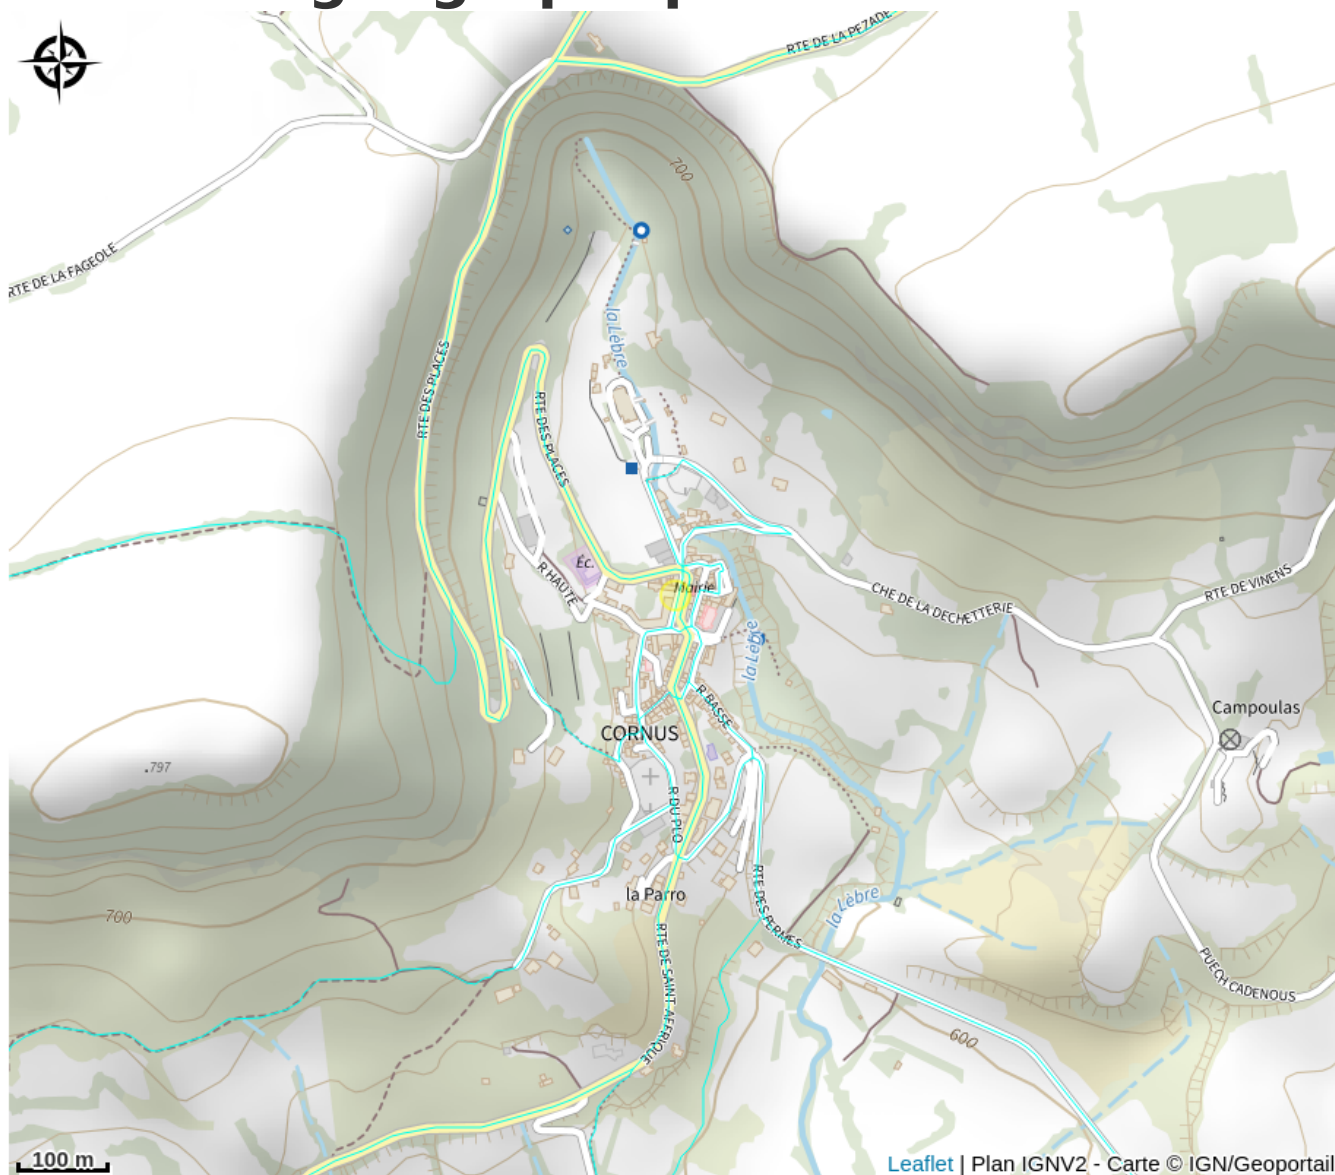 RTE DE LA PEZADE
700
RTE DE LA FAGEOLE
la Lèbre
RTE DES PLACES
RTE DES PLACES
Éc.
R HAUTE
Mairie
CHE DE LA DECHETTERIE
RTE DE VINENS
la Lèbre
R BASSE
Campoulas
CORNUS
.797
R DU PLO
la Parro
RTE DES FERMES
la Lèbre
700
RTE DE SAINT-AFFRIQUE
PUECH CADENOUS
600
100 m
Leaflet | Plan IGNV2 - Carte © IGN/Geoportail